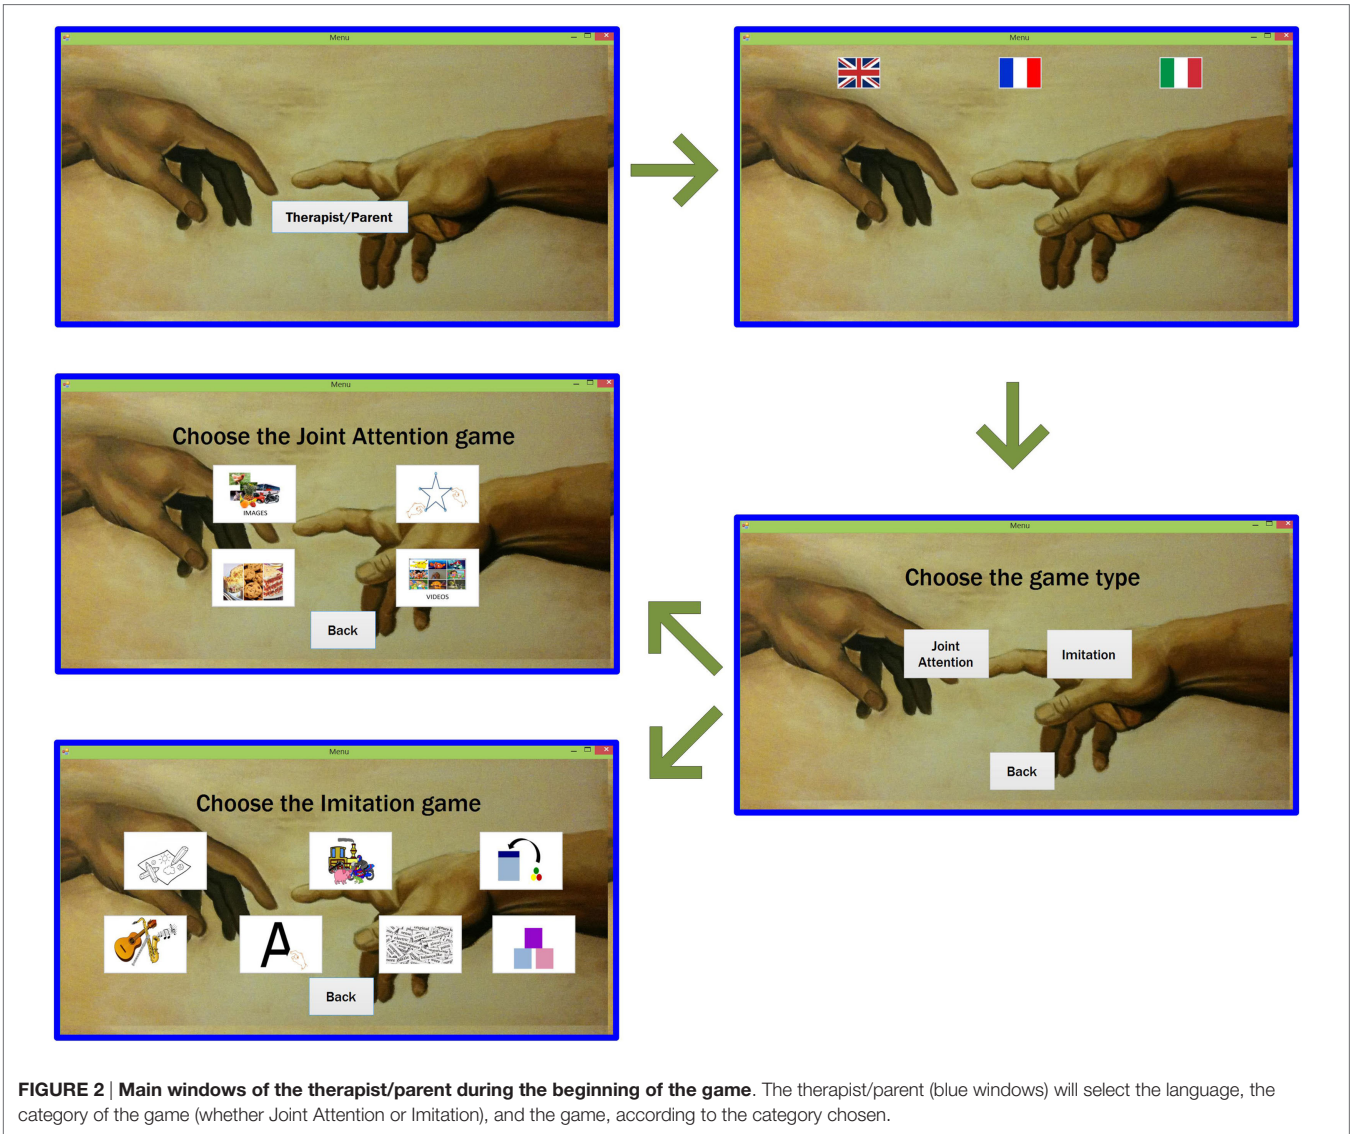 Menu
Therapist/Parent
Menu
Menu
Choose the Joint Attention game
IMAGES
VIDEOS
Back
Menu
Choose the game type
Joint
Attention
Imitation
Back
Menu
Choose the Imitation game
A
Back
FIGURE 2 | Main windows of the therapist/parent during the beginning of the game. The therapist/parent (blue windows) will select the language, the
category of the game (whether Joint Attention or Imitation), and the game, according to the category chosen.